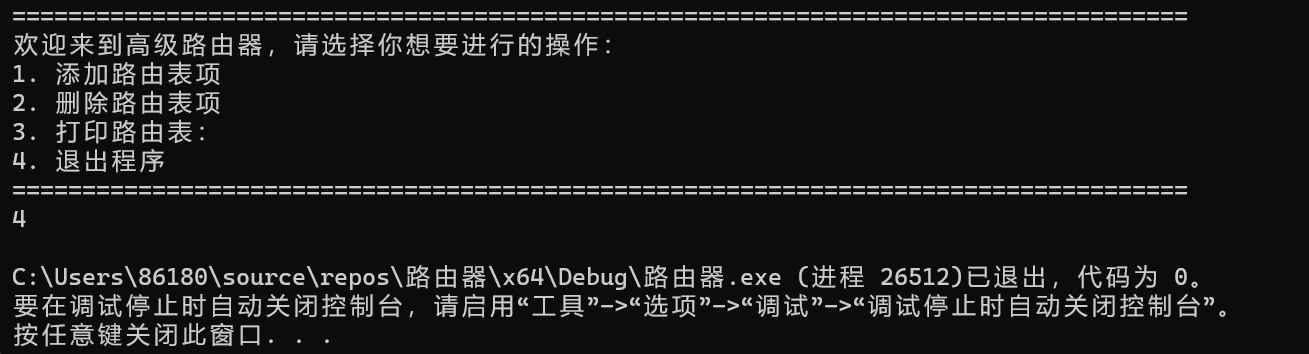 ====================================================================================
欢迎来到高级路由器，请选择你想要进行的操作：
1. 添加路由表项
2. 删除路由表项
3. 打印路由表：
4. 退出程序
====================================================================================
4
C:\Users\86180\source\repos\路由器\x64\Debug\路由器.exe (进程 26512)已退出，代码为 0。
要在调试停止时自动关闭控制台，请启用“工具”->“选项”->“调试”->“调试停止时自动关闭控制台”。
按任意键关闭此窗口. . .